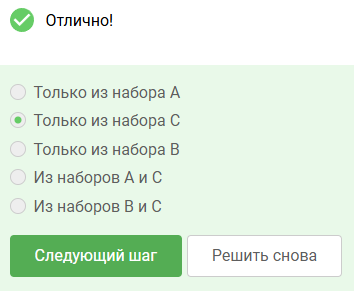 Отлично!
Только из набора A
Только из набора C
Только из набора B
Из наборов A и C
Из наборов B и C
Следующий шаг
Решить снова